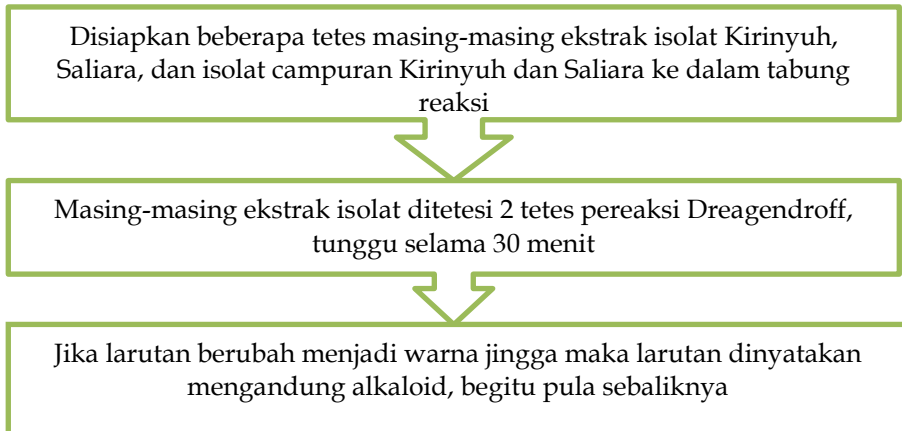 Disiapkan beberapa tetes masing-masing ekstrak isolat Kirinyuh,
Saliara, dan isolat campuran Kirinyuh dan Saliara ke dalam tabung
reaksi
Masing-masing ekstrak isolat ditetesi 2 tetes pereaksi Dreagendroff,
tunggu selama 30 menit
Jika larutan berubah menjadi warna jingga maka larutan dinyatakan
mengandung alkaloid, begitu pula sebaliknya